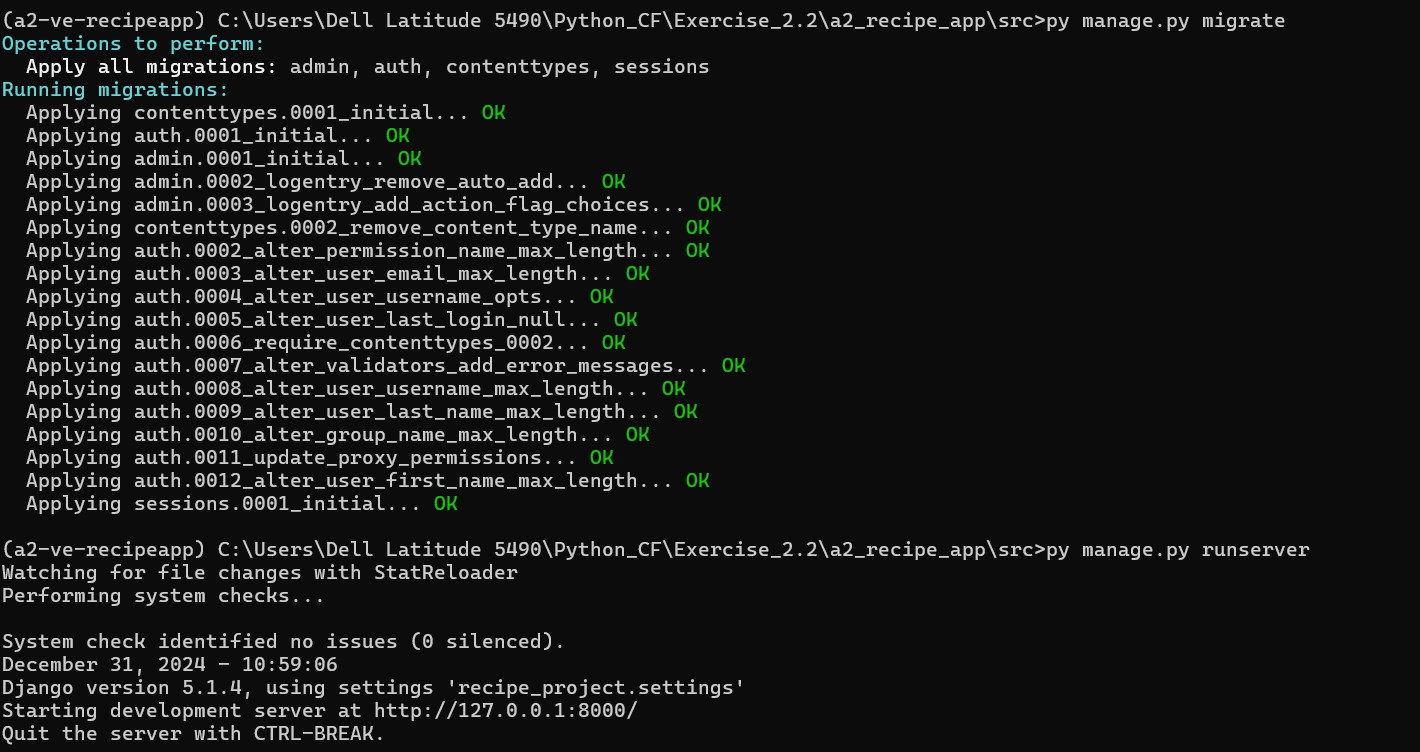 (a2-ve-recipeapp) C:\Users\Dell Latitude 5490\Python_CF\Exercise_2.2\a2_recipe_app\src>py manage.py migrate
Operations to perform:
  Apply all migrations: admin, auth, contenttypes, sessions
Running migrations:
  Applying contenttypes.0001_initial... OK
  Applying auth.0001_initial... OK
  Applying admin.0001_initial... OK
  Applying admin.0002_logentry_remove_auto_add... OK
  Applying admin.0003_logentry_add_action_flag_choices... OK
  Applying contenttypes.0002_remove_content_type_name... OK
  Applying auth.0002_alter_permission_name_max_length... OK
  Applying auth.0003_alter_user_email_max_length... OK
  Applying auth.0004_alter_user_username_opts... OK
  Applying auth.0005_alter_user_last_login_null... OK
  Applying auth.0006_require_contenttypes_0002... OK
  Applying auth.0007_alter_validators_add_error_messages... OK
  Applying auth.0008_alter_user_username_max_length... OK
  Applying auth.0009_alter_user_last_name_max_length... OK
  Applying auth.0010_alter_group_name_max_length... OK
  Applying auth.0011_update_proxy_permissions... OK
  Applying auth.0012_alter_user_first_name_max_length... OK
  Applying sessions.0001_initial... OK

(a2-ve-recipeapp) C:\Users\Dell Latitude 5490\Python_CF\Exercise_2.2\a2_recipe_app\src>py manage.py runserver
Watching for file changes with StatReloader
Performing system checks...

System check identified no issues (0 silenced).
December 31, 2024 - 10:59:06
Django version 5.1.4, using settings 'recipe_project.settings'
Starting development server at http://127.0.0.1:8000/
Quit the server with CTRL-BREAK.